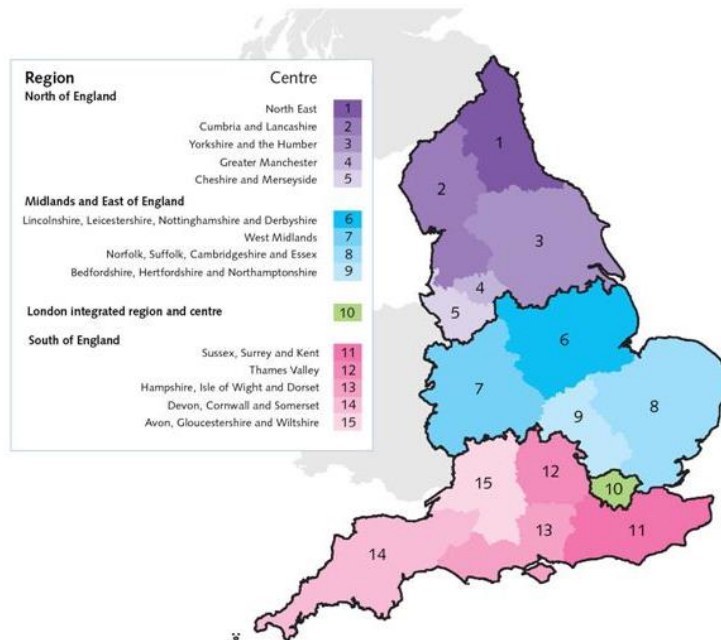 Region Centre
North of England
North East 1
Cumbria and Lancashire 2
Yorkshire and the Humber 3
Greater Manchester 4
Cheshire and Merseyside 5
Midlands and East of England
Lincolnshire, Leicestershire, Nottinghamshire and Derbyshire 6
West Midlands 7
Norfolk, Suffolk, Cambridgeshire and Essex 8
Bedfordshire, Hertfordshire and Northamptonshire 9
London integrated region and centre 10
South of England
Sussex, Surrey and Kent 11
Thames Valley 12
Hampshire, Isle of Wight and Dorset 13
Devon, Cornwall and Somerset 14
Avon, Gloucestershire and Wiltshire 15
1
2
3
4
5
6
7
8
9
10
12
15
13
11
14